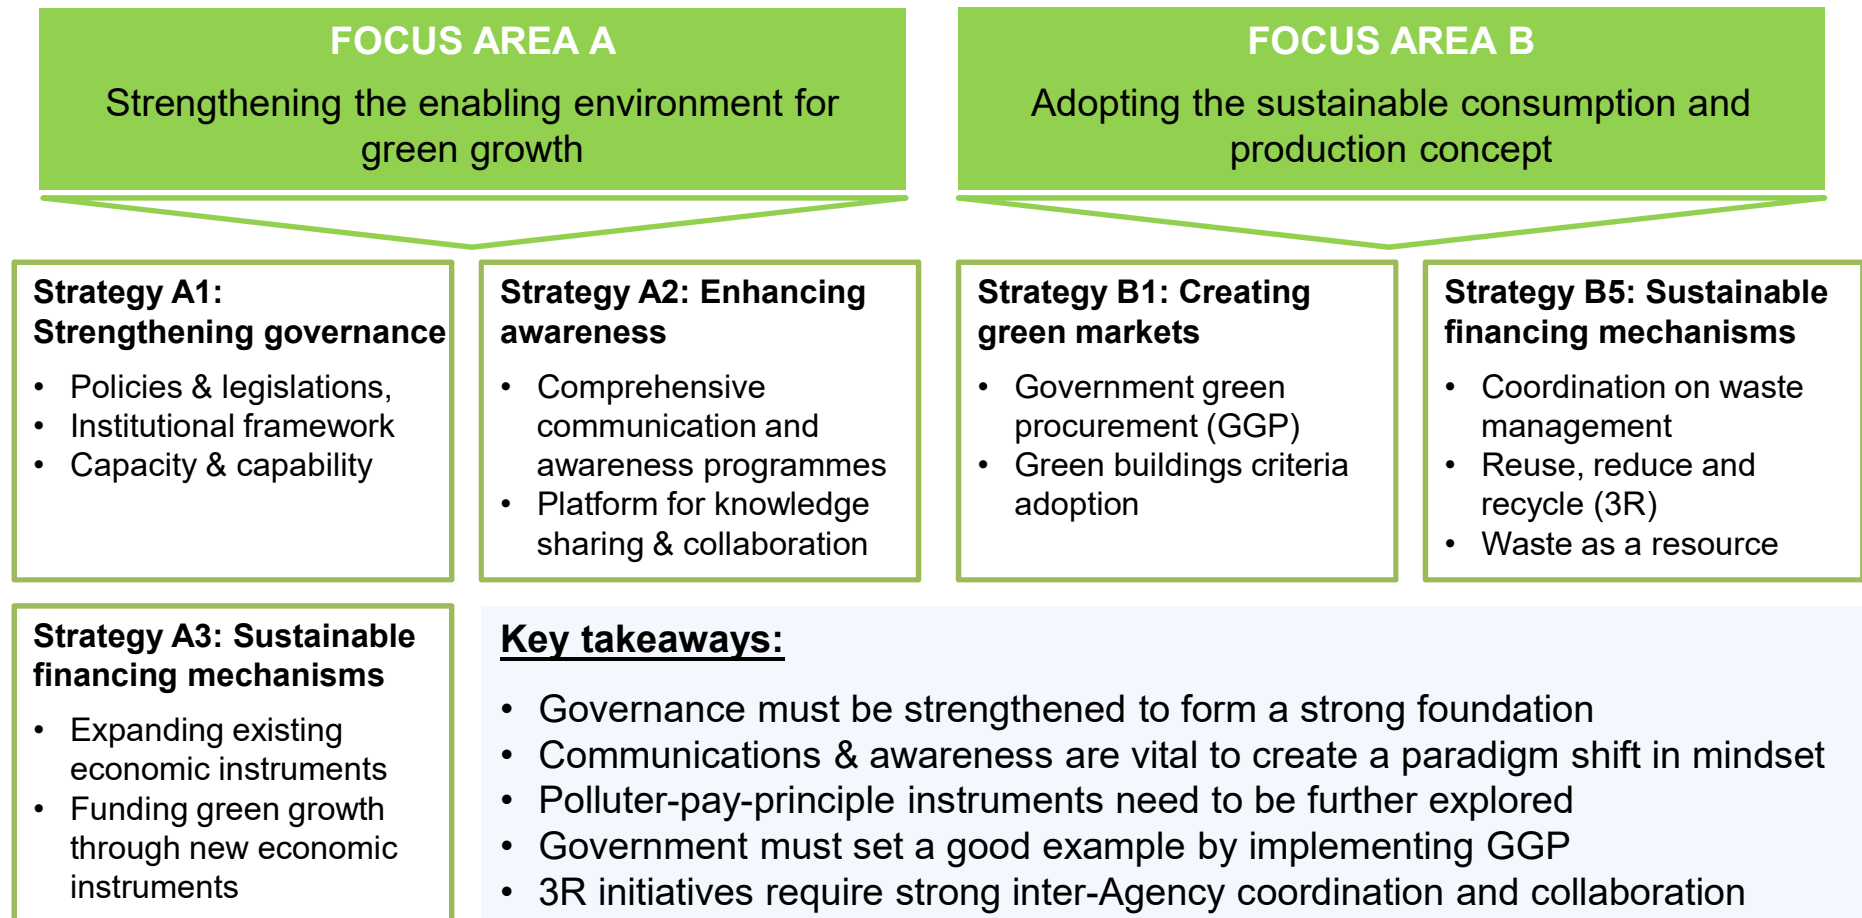 FOCUS AREA A
Strengthening the enabling environment for
green growth
FOCUS AREA B
Adopting the sustainable consumption and
production concept
Strategy A1:
Strengthening governance
• Policies & legislations,
• Institutional framework
• Capacity & capability
Strategy A2: Enhancing
awareness
• Comprehensive
communication and
awareness programmes
• Platform for knowledge
sharing & collaboration
Strategy B1: Creating
green markets
• Government green
procurement (GGP)
• Green buildings criteria
adoption
Strategy B5: Sustainable
financing mechanisms
• Coordination on waste
management
• Reuse, reduce and
recycle (3R)
• Waste as a resource
Strategy A3: Sustainable
financing mechanisms
• Expanding existing
economic instruments
• Funding green growth
through new economic
instruments
Key takeaways:
• Governance must be strengthened to form a strong foundation
• Communications & awareness are vital to create a paradigm shift in mindset
• Polluter-pay-principle instruments need to be further explored
• Government must set a good example by implementing GGP
• 3R initiatives require strong inter-Agency coordination and collaboration